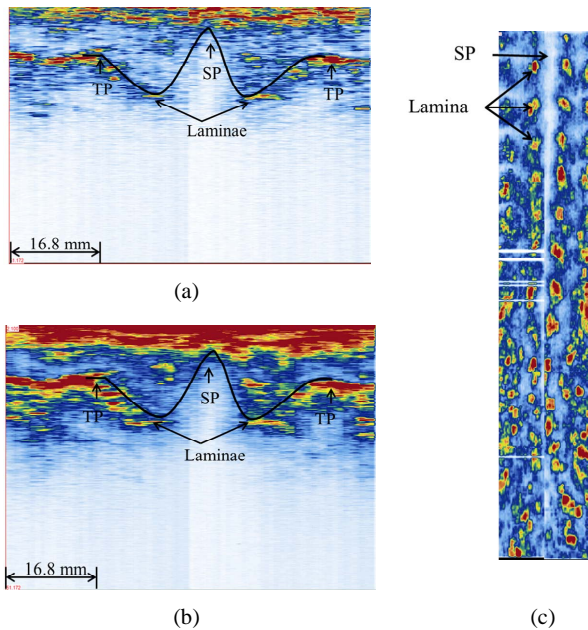 SP
TP
TP
Laminae
16.8 mm
(a)
SP
Lamina
SP
TP
TP
Laminae
16.8 mm
(b)
(c)